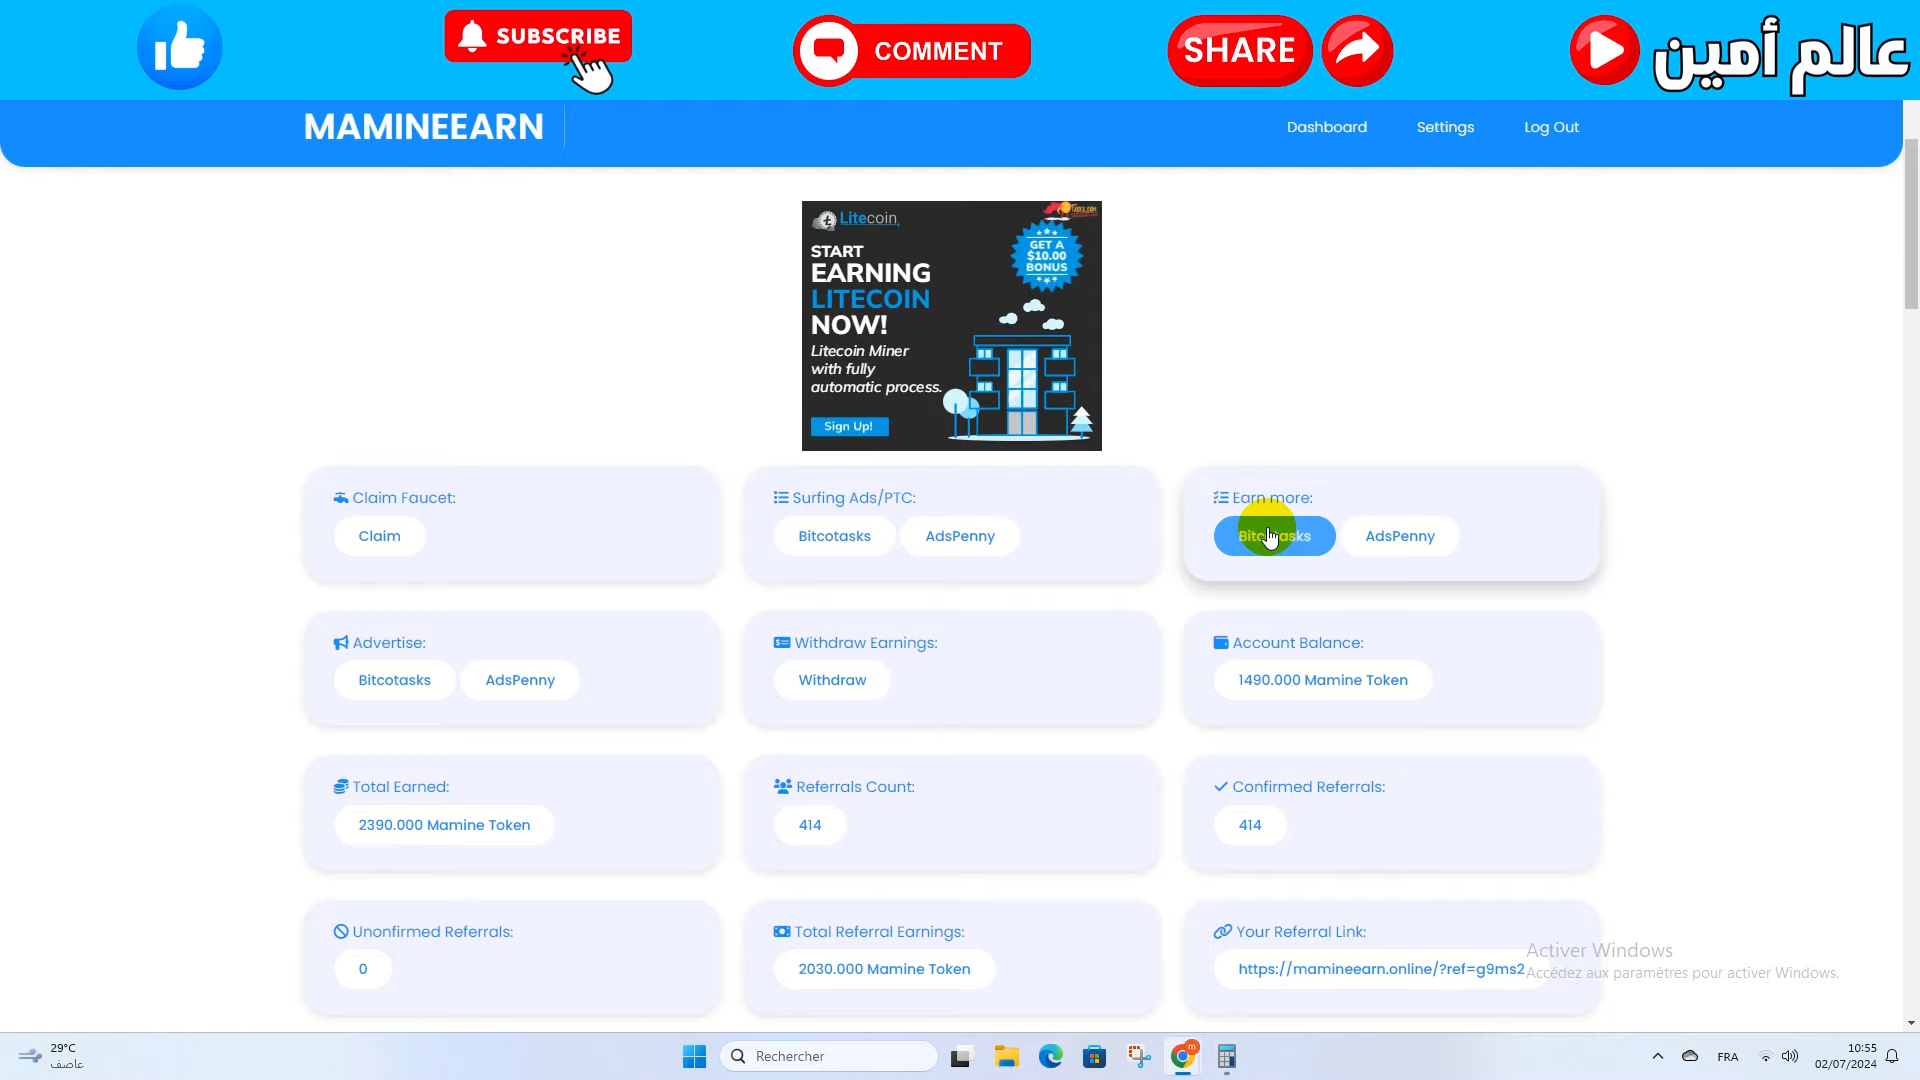 SUBSCRIBE
COMMENT
SHARE
عالم أمين
MAMINEEARN
Dashboard
Settings
Log Out
Litecoin
START
EARNING
LITECOIN
NOW!
Litecoin Miner
with fully
automatic process.
Sign Up!
GET A
$10.00
BONUS
Claim Faucet:
Claim
Surfing Ads/PTC:
Bitcotasks AdsPenny
Earn more:
Bitcotasks AdsPenny
Advertise:
Bitcotasks AdsPenny
Withdraw Earnings:
Withdraw
Account Balance:
1490.000 Mamine Token
Total Earned:
2390.000 Mamine Token
Referrals Count:
414
Confirmed Referrals:
414
Unonfirmed Referrals:
0
Total Referral Earnings:
2030.000 Mamine Token
Your Referral Link:
https://mamineearn.online/?ref=g9ms2
Activer Windows
Accédez aux paramètres pour activer Windows.
29°C
عاصف
Rechercher
FRA
10:55
02/07/2024